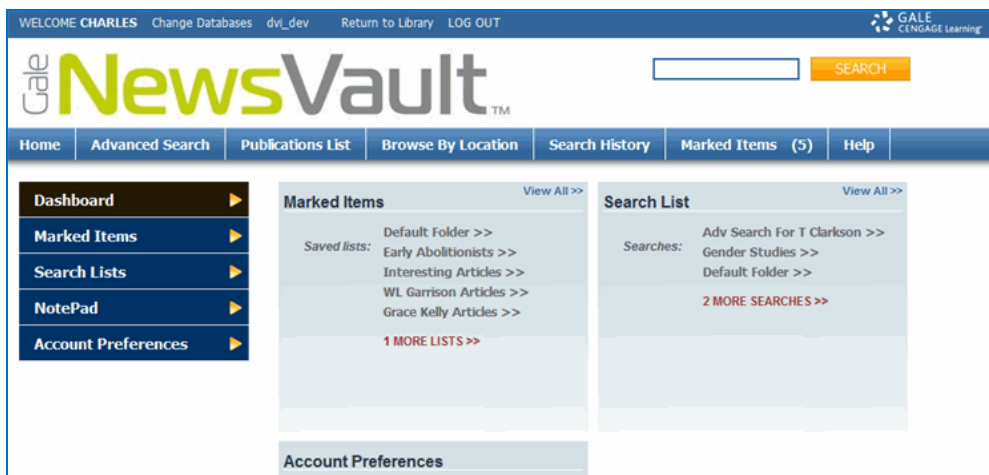 WELCOME CHARLES Change Databases dvi_dev Return to Library LOG OUT
GALE
CENGAGE Learning™
Gale NewsVault™
SEARCH
Home Advanced Search Publications List Browse By Location Search History Marked Items (5) Help
Dashboard
Marked Items
Search Lists
NotePad
Account Preferences
Marked Items View All >>
Saved lists:
Default Folder >>
Early Abolitionists >>
Interesting Articles >>
WL Garrison Articles >>
Grace Kelly Articles >>
1 MORE LISTS >>
Search List View All >>
Searches:
Adv Search For T Clarkson >>
Gender Studies >>
Default Folder >>
2 MORE SEARCHES >>
Account Preferences